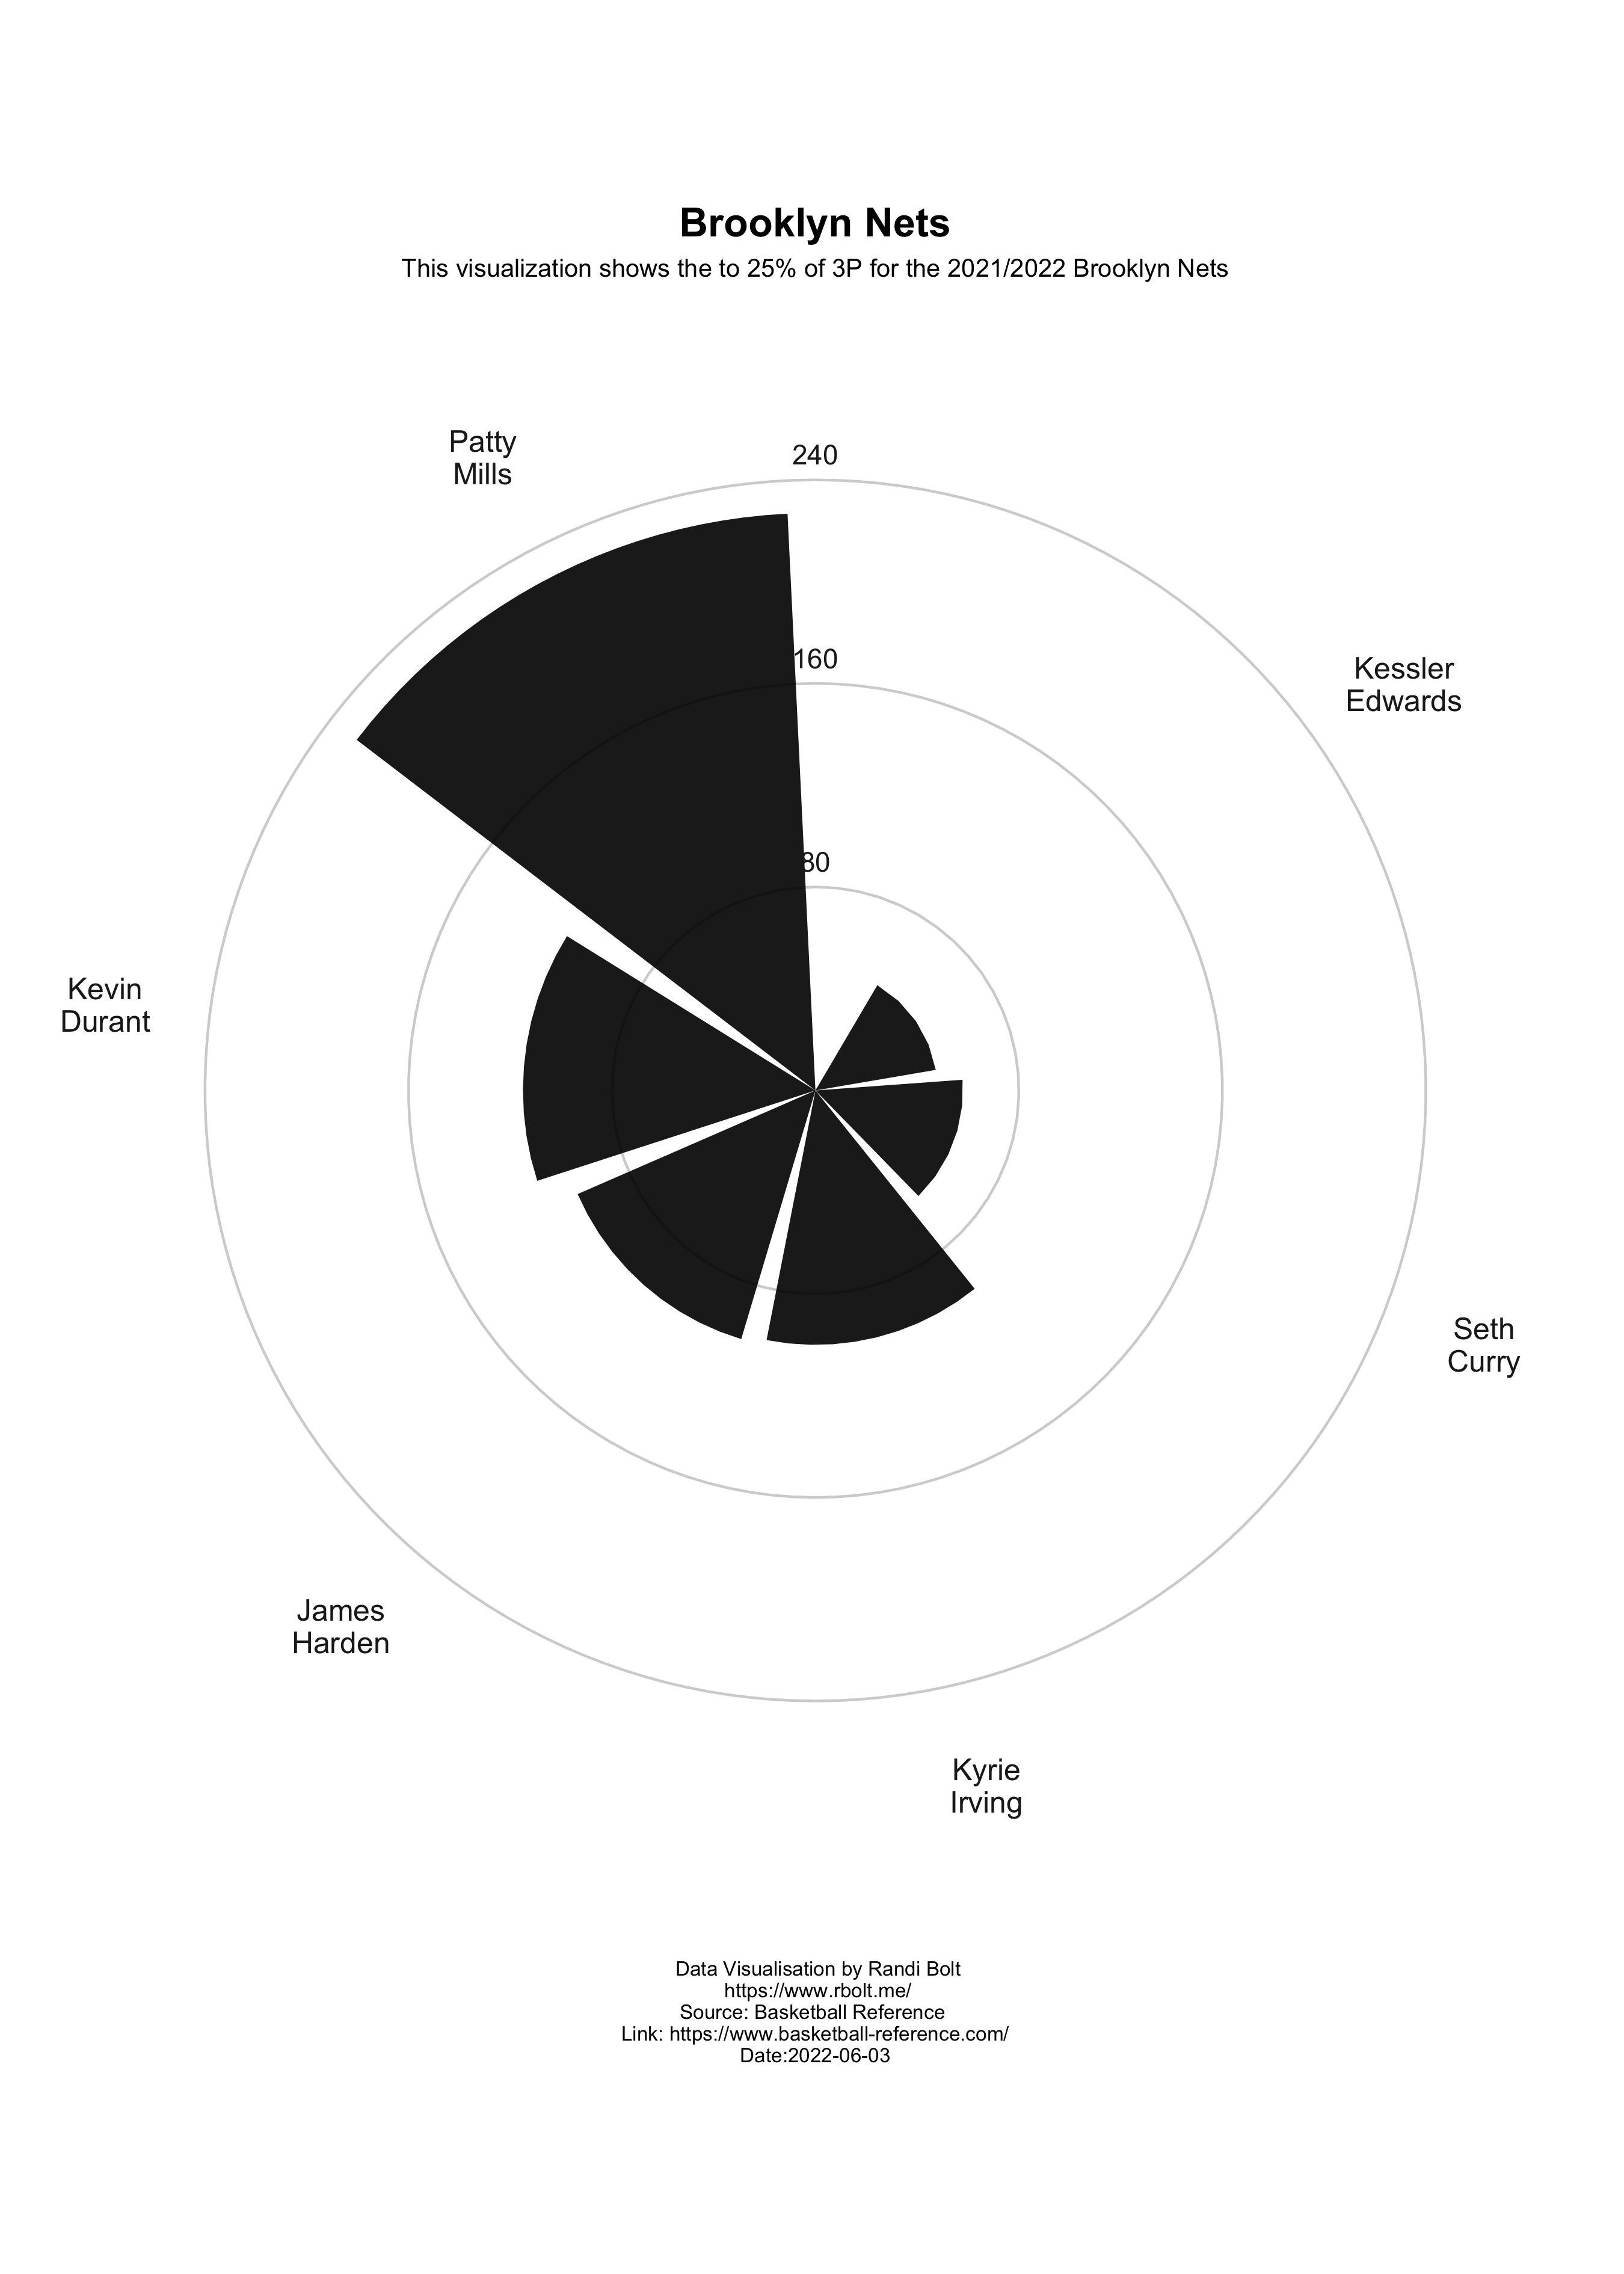 Brooklyn Nets
This visualization shows the to 25% of 3P for the 2021/2022 Brooklyn Nets
Patty
Mills
240
160
Kessler
Edwards
80
Kevin
Durant
Seth
Curry
James
Harden
Kyrie
Irving
Data Visualisation by Randi Bolt
https://www.rbolt.me/
Source: Basketball Reference
Link: https://www.basketball-reference.com/
Date:2022-06-03